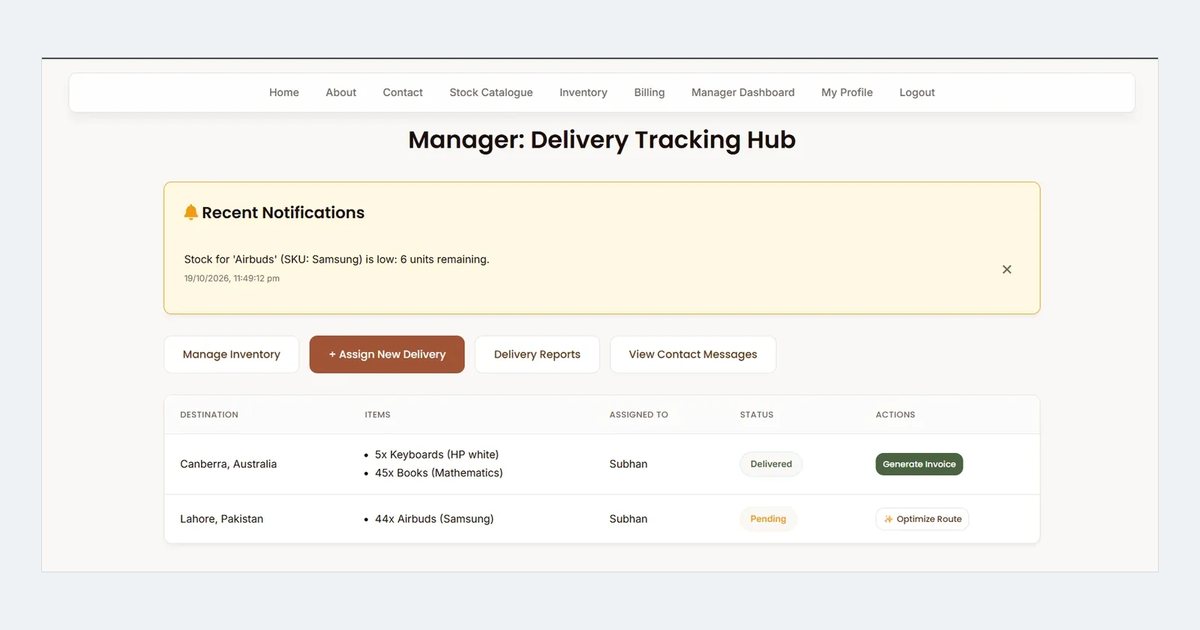 Home About Contact Stock Catalogue Inventory Billing Manager Dashboard My Profile Logout
Manager: Delivery Tracking Hub
Recent Notifications
Stock for 'Airbuds' (SKU: Samsung) is low: 6 units remaining.
19/10/2026, 11:49:12 pm
Manage Inventory + Assign New Delivery Delivery Reports View Contact Messages
DESTINATION ITEMS ASSIGNED TO STATUS ACTIONS
Canberra, Australia
5x Keyboards (HP white)
45x Books (Mathematics)
Subhan Delivered Generate Invoice
Lahore, Pakistan 44x Airbuds (Samsung) Subhan Pending Optimize Route